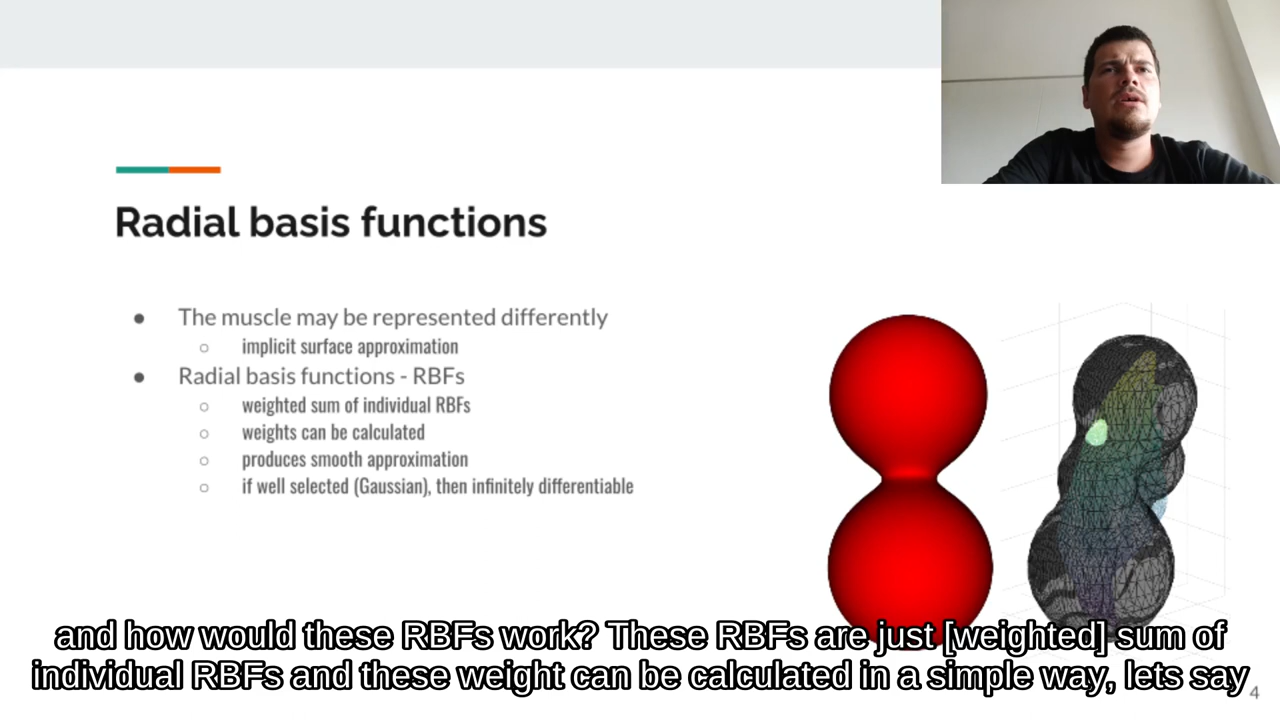 Radial basis functions
● The muscle may be represented differently
○ implicit surface approximation
● Radial basis functions - RBFs
○ weighted sum of individual RBFs
○ weights can be calculated
○ produces smooth approximation
○ if well selected (Gaussian), then infinitely differentiable
and how would these RBFs work? These RBFs are just [weighted] sum of
individual RBFs and these weight can be calculated in a simple way, lets say
4